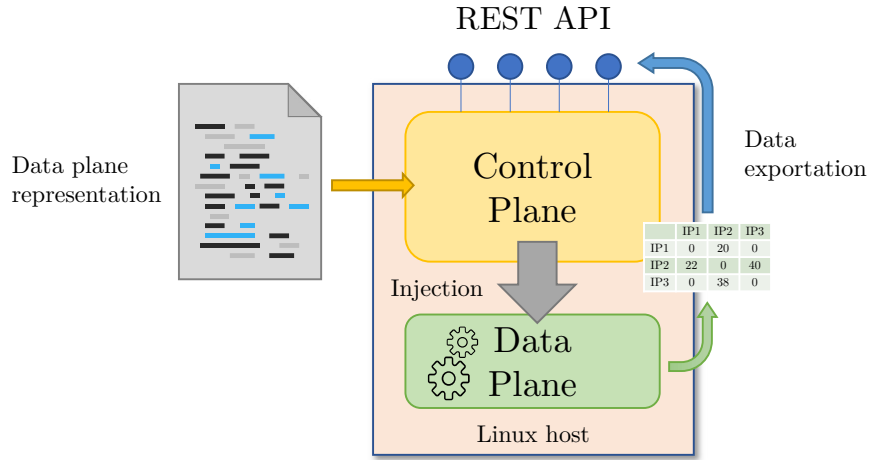 REST API
Data plane
representation
Control
Plane
Data
exportation
IP1 IP2 IP3
IP1 0 20 0
IP2 22 0 40
IP3 0 38 0
Injection
Data
Plane
Linux host